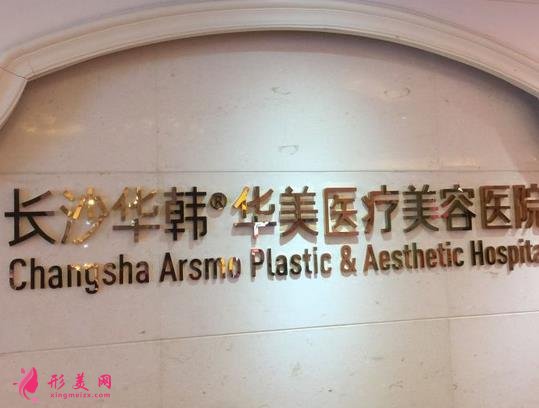 长沙华韩®华美医疗美容医院
Changsha Arsmo Plastic & Aesthetic Hospita
形美网
xingmeizx.com